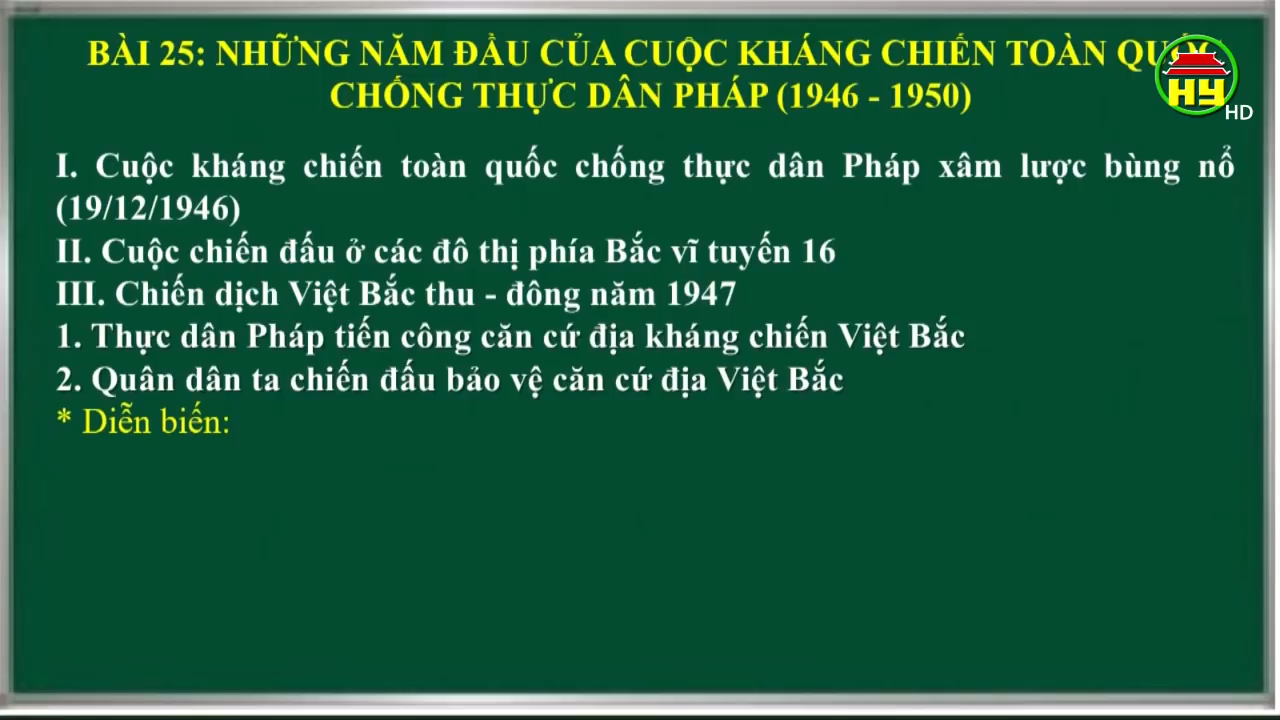 BÀI 25: NHỮNG NĂM ĐẦU CỦA CUỘC KHÁNG CHIẾN TOÀN
CHỐNG THỰC DÂN PHÁP (1946 - 1950)
HY
HD
I. Cuộc kháng chiến toàn quốc chống thực dân Pháp xâm lược bùng nổ
(19/12/1946)
II. Cuộc chiến đấu ở các đô thị phía Bắc vĩ tuyến 16
III. Chiến dịch Việt Bắc thu - đông năm 1947
1. Thực dân Pháp tiến công căn cứ địa kháng chiến Việt Bắc
2. Quân dân ta chiến đấu bảo vệ căn cứ địa Việt Bắc
* Diễn biến: